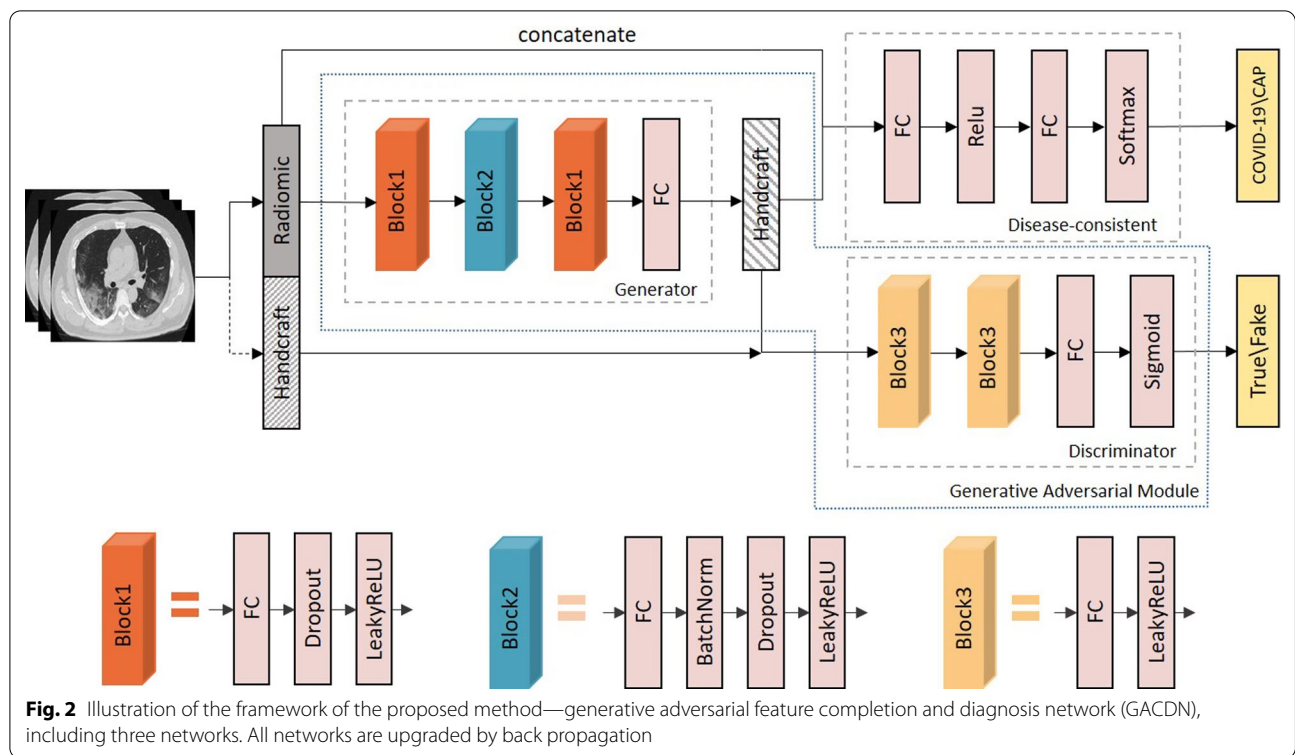 concatenate
Radiomic
Handcraft
Block1
Block2
Block1
FC
Generator
Handcraft
FC
Relu
FC
Softmax
Disease-consistent
COVID-19\CAP
Block3
Block3
FC
Sigmoid
Discriminator
True\Fake
Generative Adversarial Module
Block1
FC
Dropout
LeakyReLU
Block2
FC
BatchNorm
Dropout
LeakyReLU
Block3
FC
LeakyReLU
Fig. 2 Illustration of the framework of the proposed method—generative adversarial feature completion and diagnosis network (GACDN),
including three networks. All networks are upgraded by back propagation